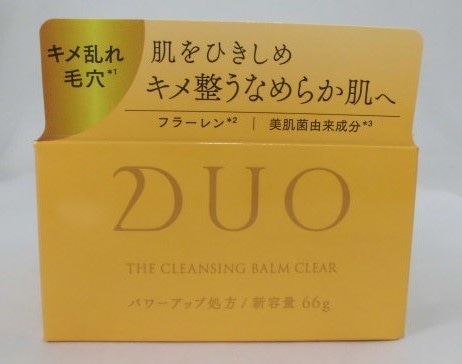 キメ乱れ
毛穴*1
肌をひきしめ
キメ整うなめらか肌へ
フラーレン*2 | 美肌菌由来成分*3
DUO
THE CLEANSING BALM CLEAR
パワーアップ処方/新容量 66g